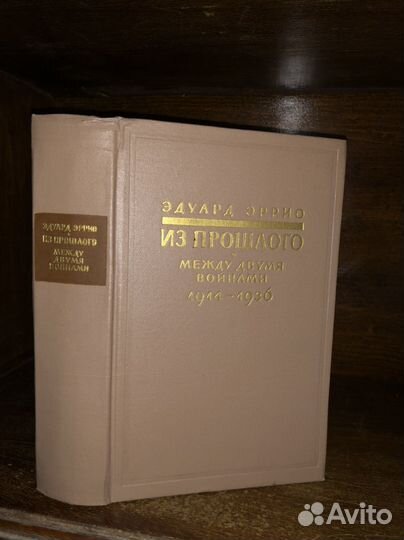 ЭДУАРД ЭРРИО
ИЗ ПРОШЛОГО
МЕЖДУ ДВУМЯ
ВОЙНАМИ
ЭДУАРД ЭРРИО
ИЗ ПРОШЛОГО
МЕЖДУ ДВУМЯ
ВОЙНАМИ
1914-1936
Avito